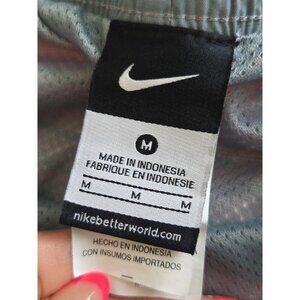 M
MADE IN INDONESIA
FABRIQUE EN INDONESIE
M M M
nikebetterworld.com
HECHO EN INDONESIA
CON INSUMOS IMPORTADOS